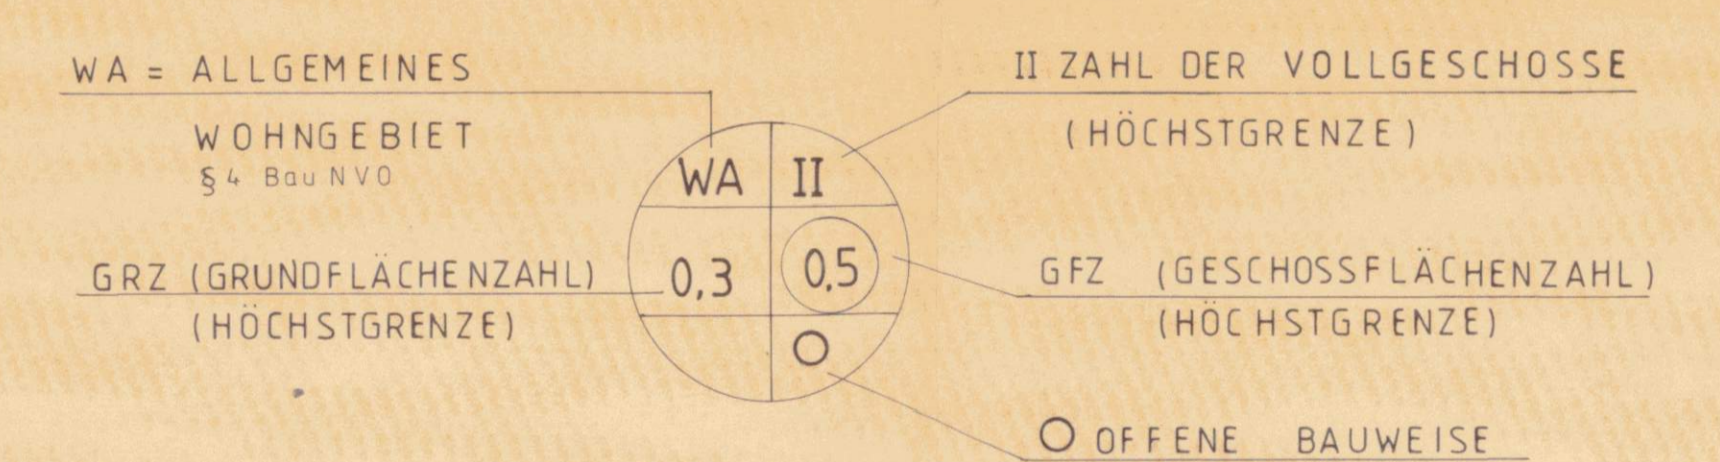 WA = ALLGEMEINES
WOHNGEBIET
§ 4 BauNVO
GRZ (GRUNDFLÄCHENZAHL)
(HÖCHSTGRENZE)
WA II
0,3 0,5
O
II ZAHL DER VOLLGESCHOSSE
(HÖCHSTGRENZE)
GFZ (GESCHOSSFLÄCHENZAHL)
(HÖCHSTGRENZE)
O OFFENE BAUWEISE